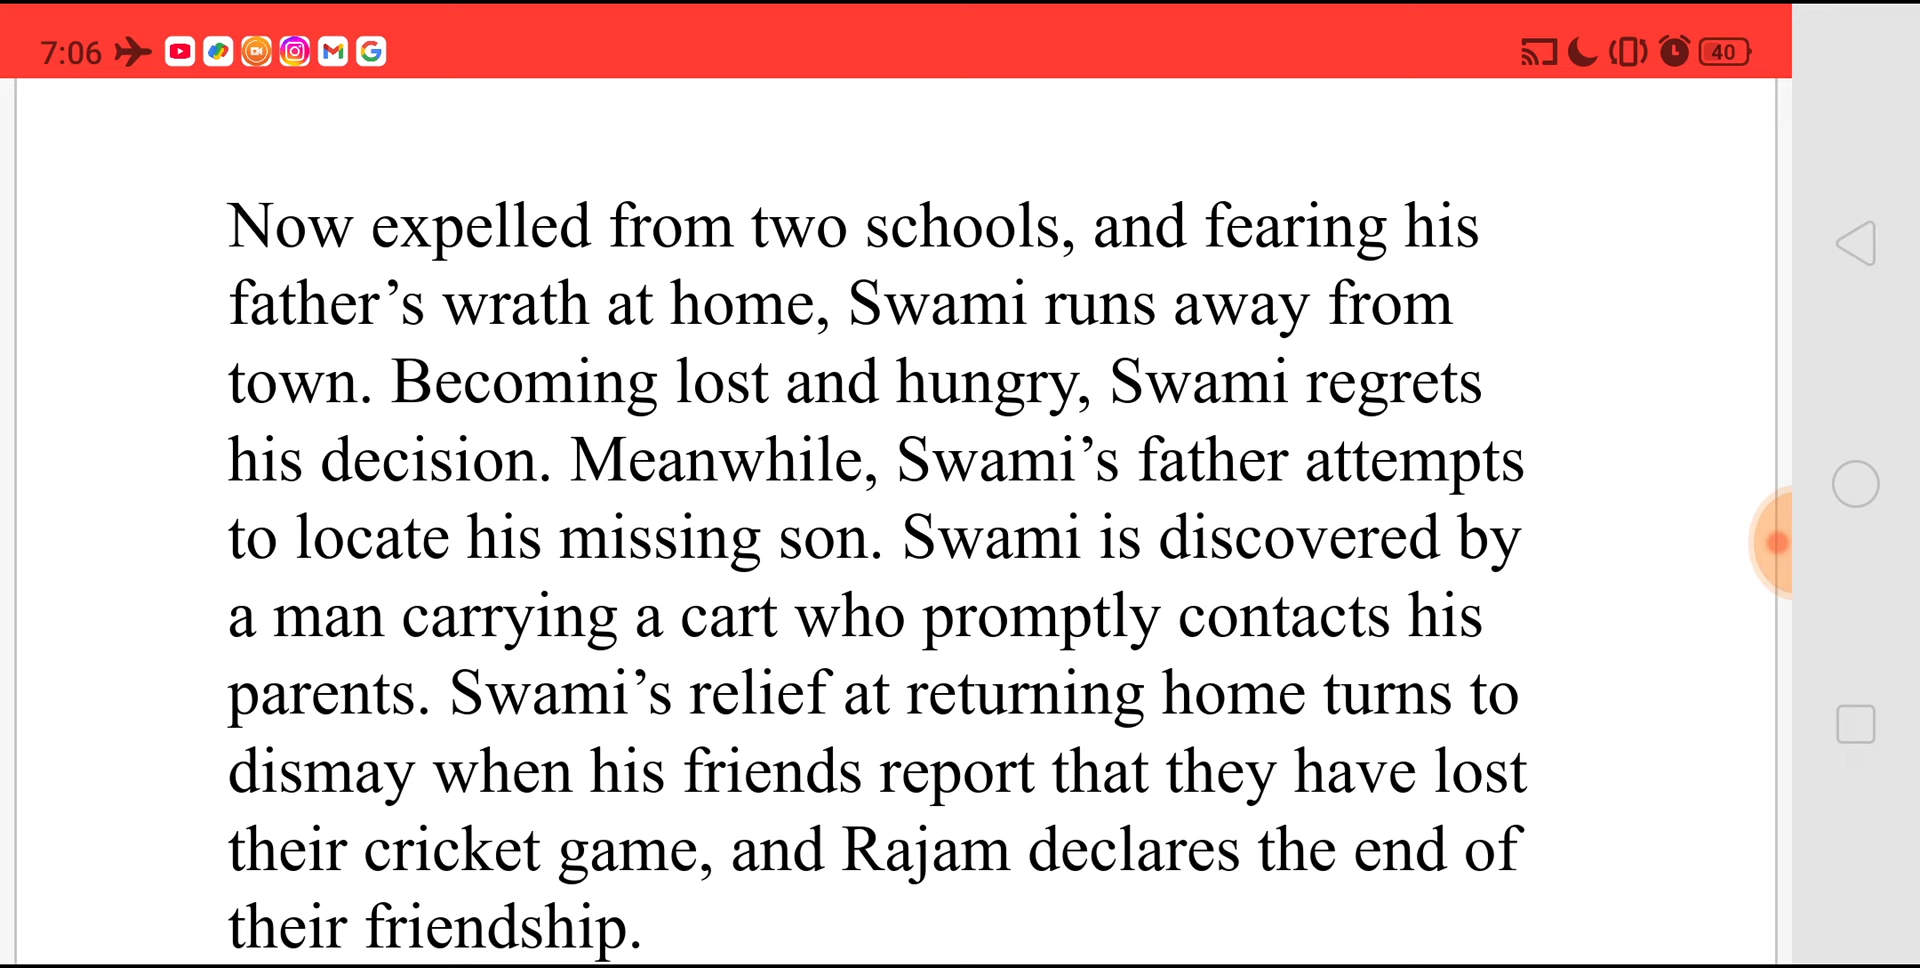 7:06
40
Now expelled from two schools, and fearing his
father’s wrath at home, Swami runs away from
town. Becoming lost and hungry, Swami regrets
his decision. Meanwhile, Swami’s father attempts
to locate his missing son. Swami is discovered by
a man carrying a cart who promptly contacts his
parents. Swami’s relief at returning home turns to
dismay when his friends report that they have lost
their cricket game, and Rajam declares the end of
their friendship.